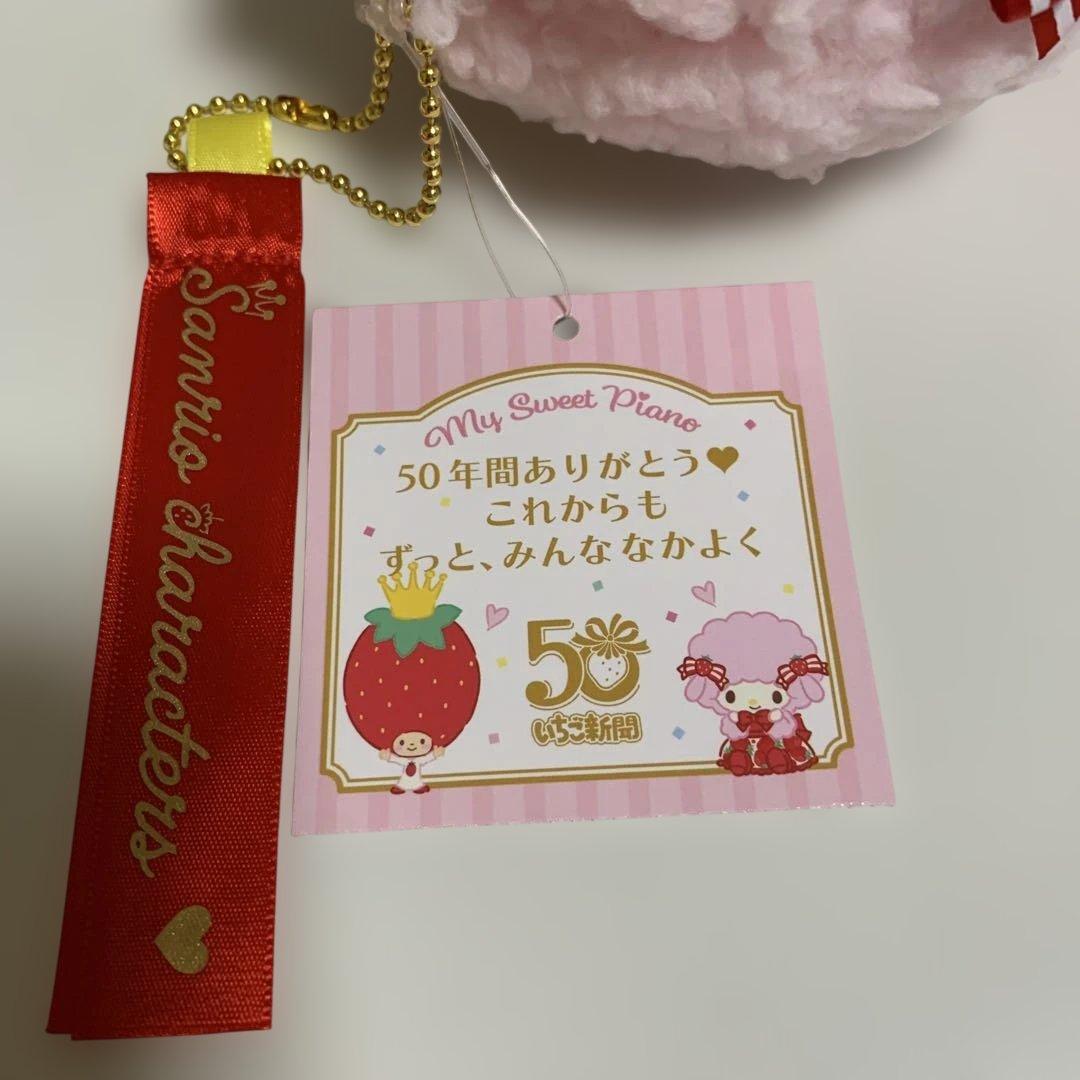 Sanrio characters
My Sweet Piano
50年間ありがとう♥
これからも
ずっと、みんななかよく
50
いちご新聞